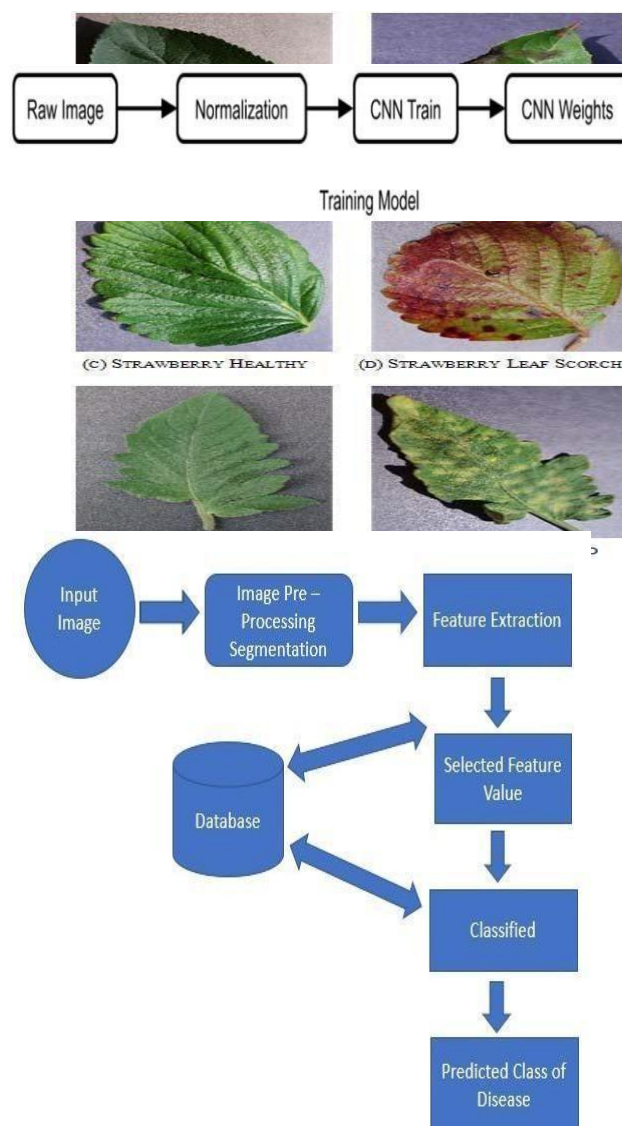 Raw Image
Normalization
CNN Train
CNN Weights
Training Model
(C) STRAWBERRY HEALTHY
(D) STRAWBERRY LEAF SCORCH
Input
Image
Image Pre –
Processing
Segmentation
Feature Extraction
Database
Selected Feature
Value
Classified
Predicted Class of
Disease